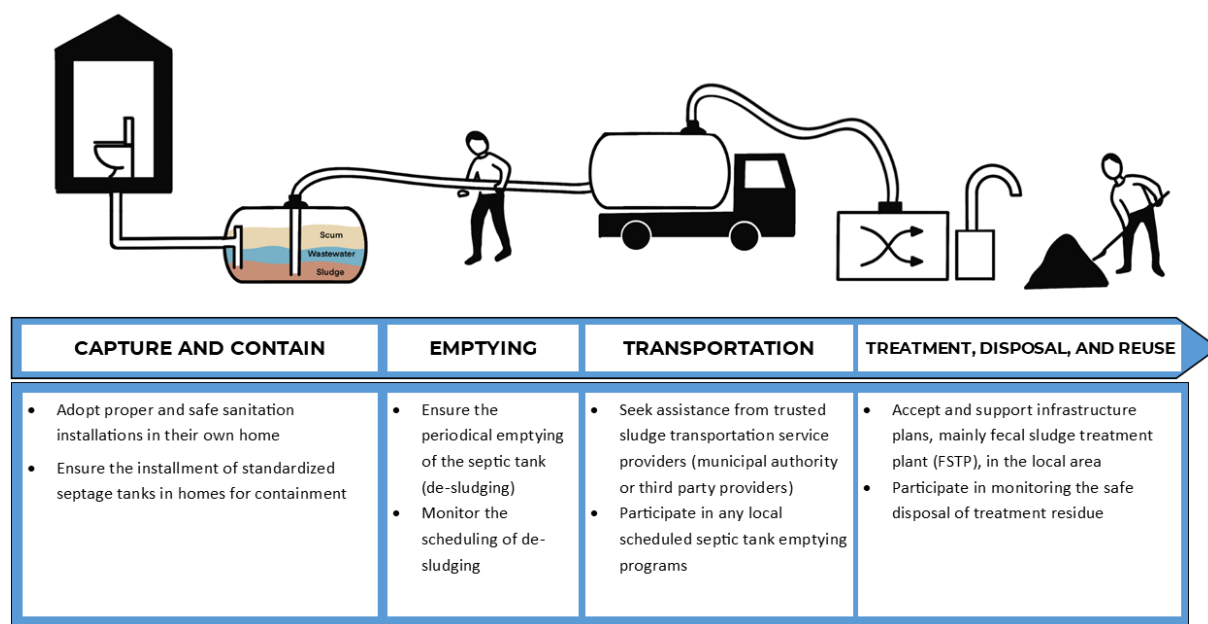 Scum
Wastewater
Sludge
CAPTURE AND CONTAIN
EMPTYING
TRANSPORTATION
TREATMENT, DISPOSAL, AND REUSE
• Adopt proper and safe sanitation
installations in their own home
• Ensure the installment of standardized
septage tanks in homes for containment
• Ensure the
periodical emptying
of the septic tank
(de-sludging)
• Monitor the
scheduling of de-
sludging
• Seek assistance from trusted
sludge transportation service
providers (municipal authority
or third party providers)
• Participate in any local
scheduled septic tank emptying
programs
• Accept and support infrastructure
plans, mainly fecal sludge treatment
plant (FSTP), in the local area
• Participate in monitoring the safe
disposal of treatment residue